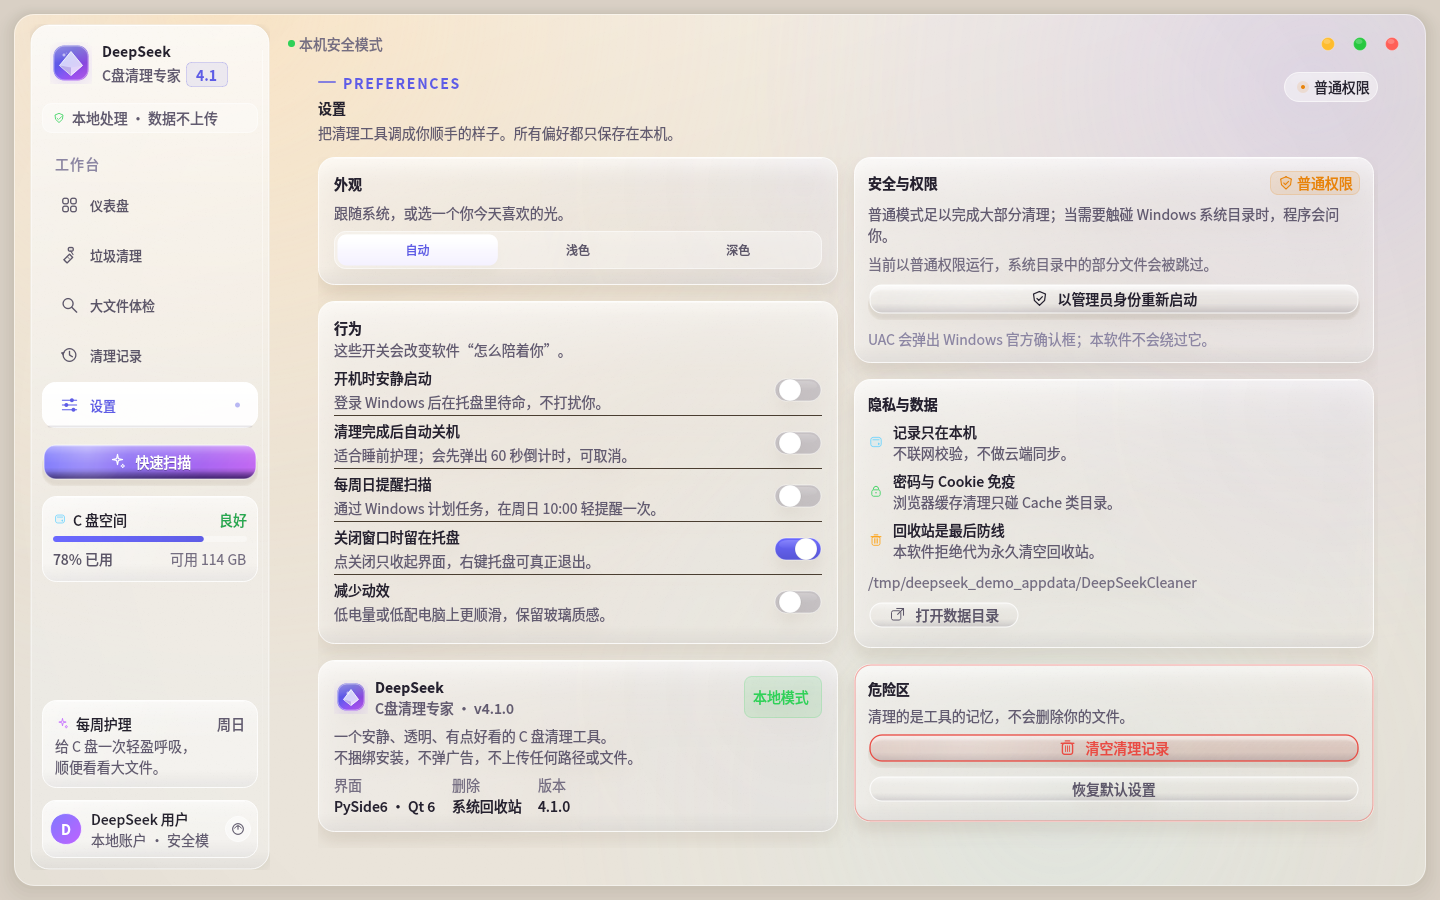 DeepSeek
C盘清理专家 4.1
本地处理 • 数据不上传
工作台
仪表盘
垃圾清理
大文件体检
清理记录
设置
快速扫描
C 盘空间 良好
78% 已用 可用 114 GB
每周护理 周日
给 C 盘一次轻盈呼吸，
顺便看看大文件。
D
DeepSeek 用户
本地账户 • 安全模
本机安全模式
— PREFERENCES
设置
把清理工具调成你顺手的样子。所有偏好都只保存在本机。
普通权限
外观
跟随系统，或选一个你今天喜欢的光。
自动 浅色 深色
行为
这些开关会改变软件“怎么陪着你”。
开机时安静启动
登录 Windows 后在托盘里待命，不打扰你。
清理完成后自动关机
适合睡前护理；会先弹出 60 秒倒计时，可取消。
每周日提醒扫描
通过 Windows 计划任务，在周日 10:00 轻提醒一次。
关闭窗口时留在托盘
点关闭只收起界面，右键托盘可真正退出。
减少动效
低电量或低配电脑上更顺滑，保留玻璃质感。
DeepSeek
C盘清理专家 • v4.1.0
本地模式
一个安静、透明、有点好看的 C 盘清理工具。
不捆绑安装，不弹广告，不上传任何路径或文件。
界面 删除 版本
PySide6 • Qt 6 系统回收站 4.1.0
安全与权限 普通权限
普通模式足以完成大部分清理；当需要触碰 Windows 系统目录时，程序会问
你。
当前以普通权限运行，系统目录中的部分文件会被跳过。
以管理员身份重新启动
UAC 会弹出 Windows 官方确认框；本软件不会绕过它。
隐私与数据
记录只在本机
不联网校验，不做云端同步。
密码与 Cookie 免疫
浏览器缓存清理只碰 Cache 类目录。
回收站是最后防线
本软件拒绝代为永久清空回收站。
/tmp/deepseek_demo_appdata/DeepSeekCleaner
打开数据目录
危险区
清理的是工具的记忆，不会删除你的文件。
清空清理记录
恢复默认设置